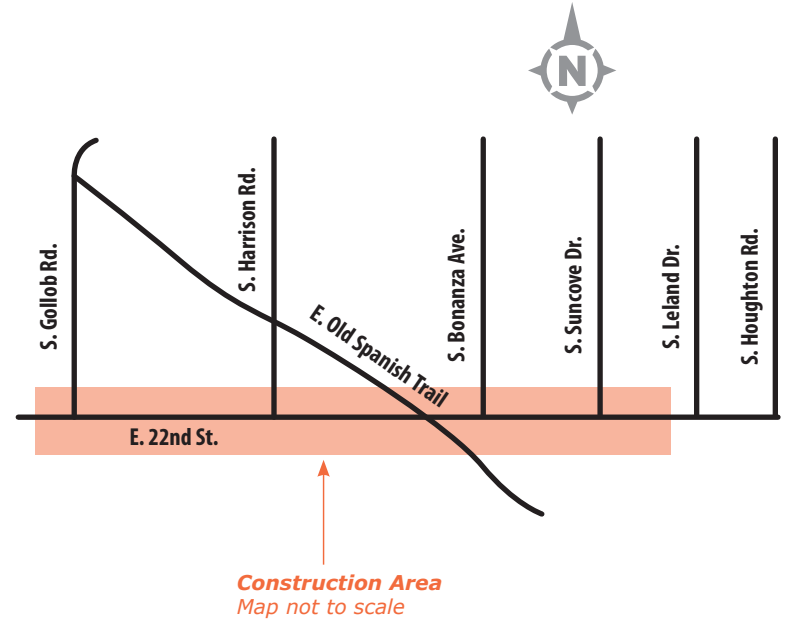 N
S. Gollob Rd.
S. Harrison Rd.
E. Old Spanish Trail
S. Bonanza Ave.
S. Suncove Dr.
S. Leland Dr.
S. Houghton Rd.
E. 22nd St.
Construction Area
Map not to scale